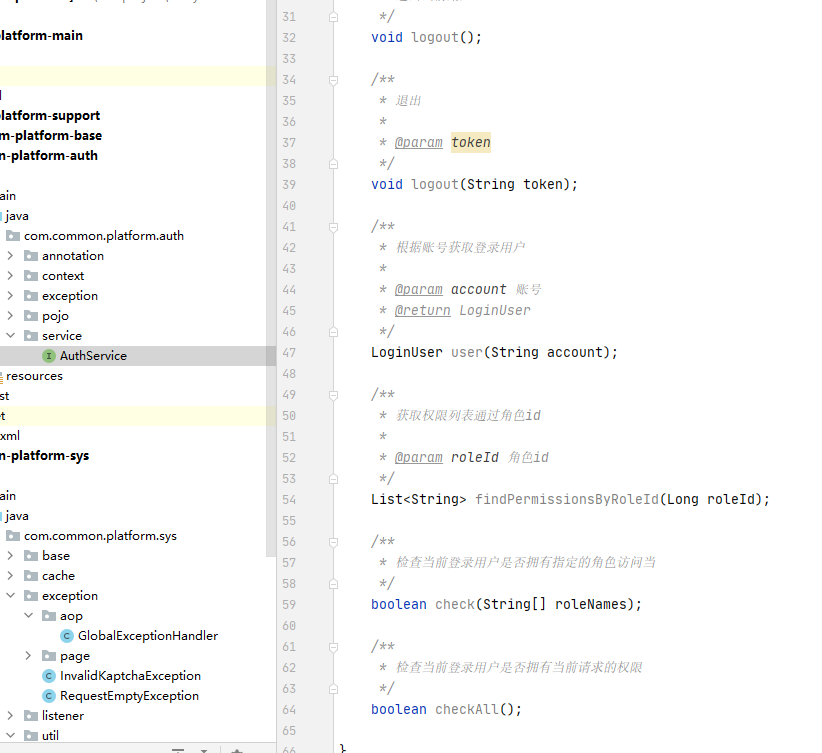 latform-main
latform-support
m-platform-base
n-platform-auth
ain
java
com.common.platform.auth
annotation
context
exception
pojo
service
I AuthService
resources
st
et
xml
n-platform-sys
ain
java
com.common.platform.sys
base
cache
exception
aop
C GlobalExceptionHandler
page
C InvalidKaptchaException
C RequestEmptyException
listener
util
31 */
32 void logout();
33
34 /**
35 * 退出
36 *
37 * @param token
38 */
39 void logout(String token);
40
41 /**
42 * 根据账号获取登录用户
43 *
44 * @param account 账号
45 * @return LoginUser
46 */
47 LoginUser user(String account);
48
49 /**
50 * 获取权限列表通过角色id
51 *
52 * @param roleId 角色id
53 */
54 List<String> findPermissionsByRoleId(Long roleId);
55
56 /**
57 * 检查当前登录用户是否拥有指定的角色访问当
58 */
59 boolean check(String[] roleNames);
60
61 /**
62 * 检查当前登录用户是否拥有当前请求的权限
63 */
64 boolean checkAll();
65
66 }